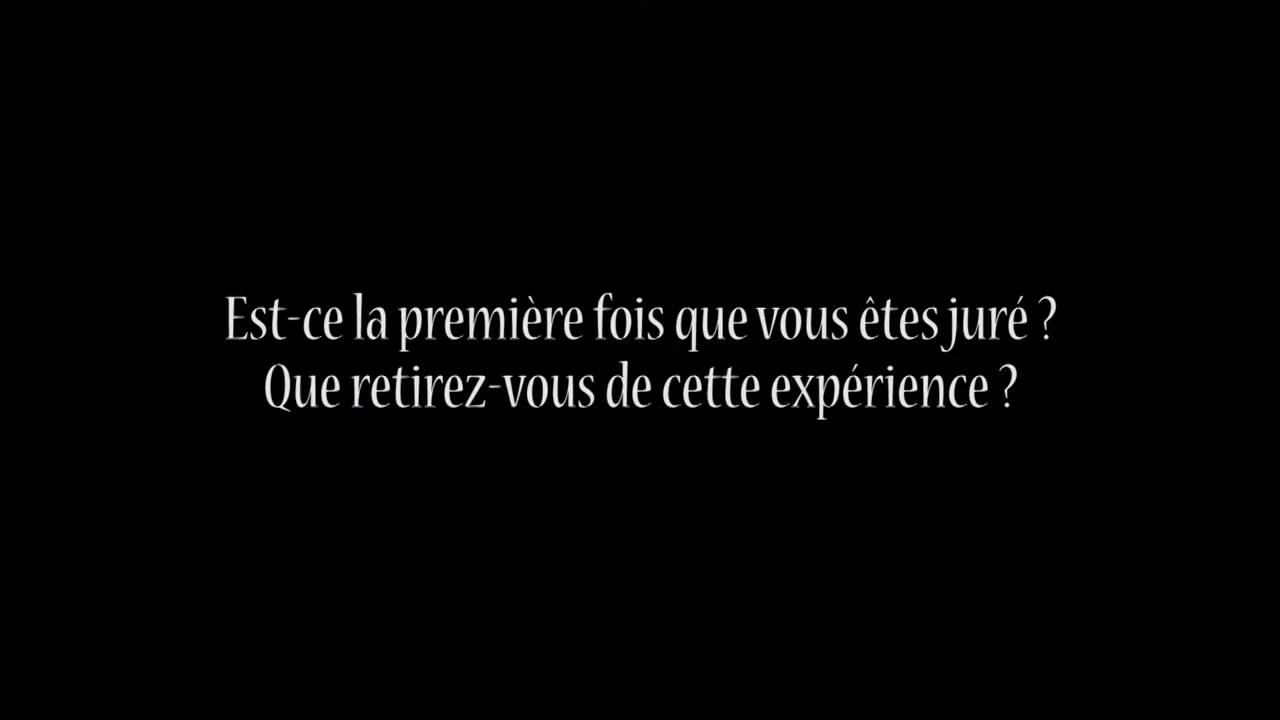 Est-ce la première fois que vous êtes juré ?
Que retirez-vous de cette expérience ?